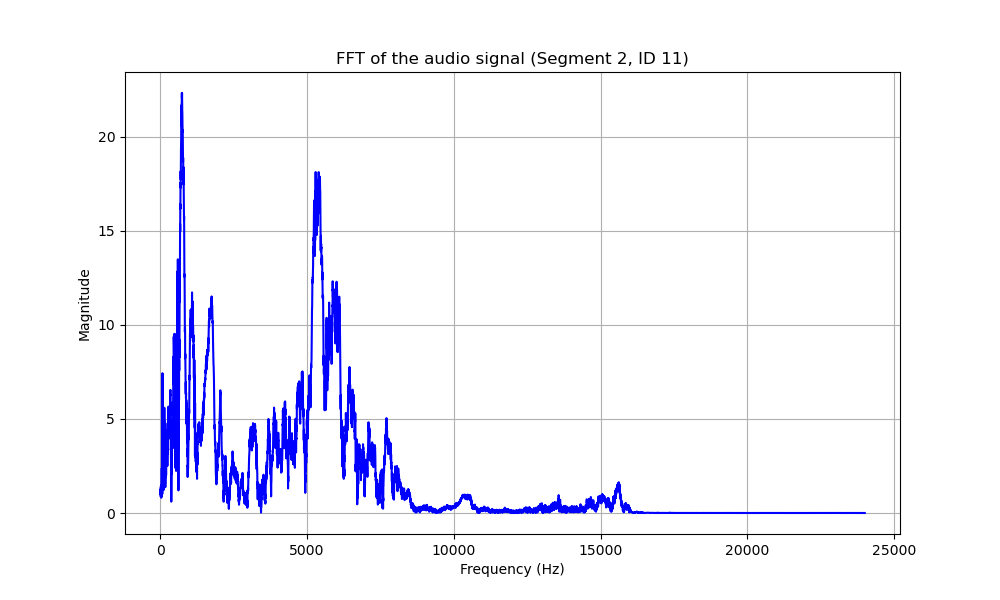 FFT of the audio signal (Segment 2, ID 11)
Magnitude
20
15
10
5
0
0 5000 10000 15000 20000 25000
Frequency (Hz)